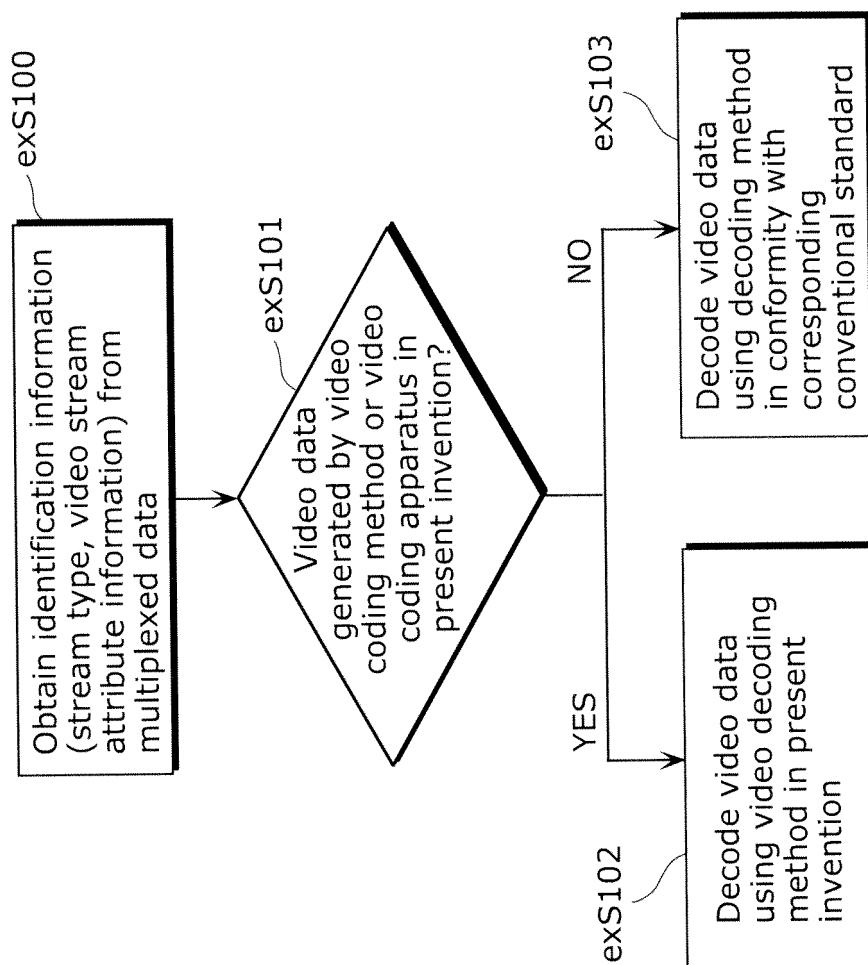 exS100
Obtain identification information
(stream type, video stream
attribute information) from
multiplexed data
exS101
Video data
generated by video
coding method or video
coding apparatus in
present invention?
YES
NO
exS102
Decode video data
using video decoding
method in present
invention
exS103
Decode video data
using decoding method
in conformity with
corresponding
conventional standard